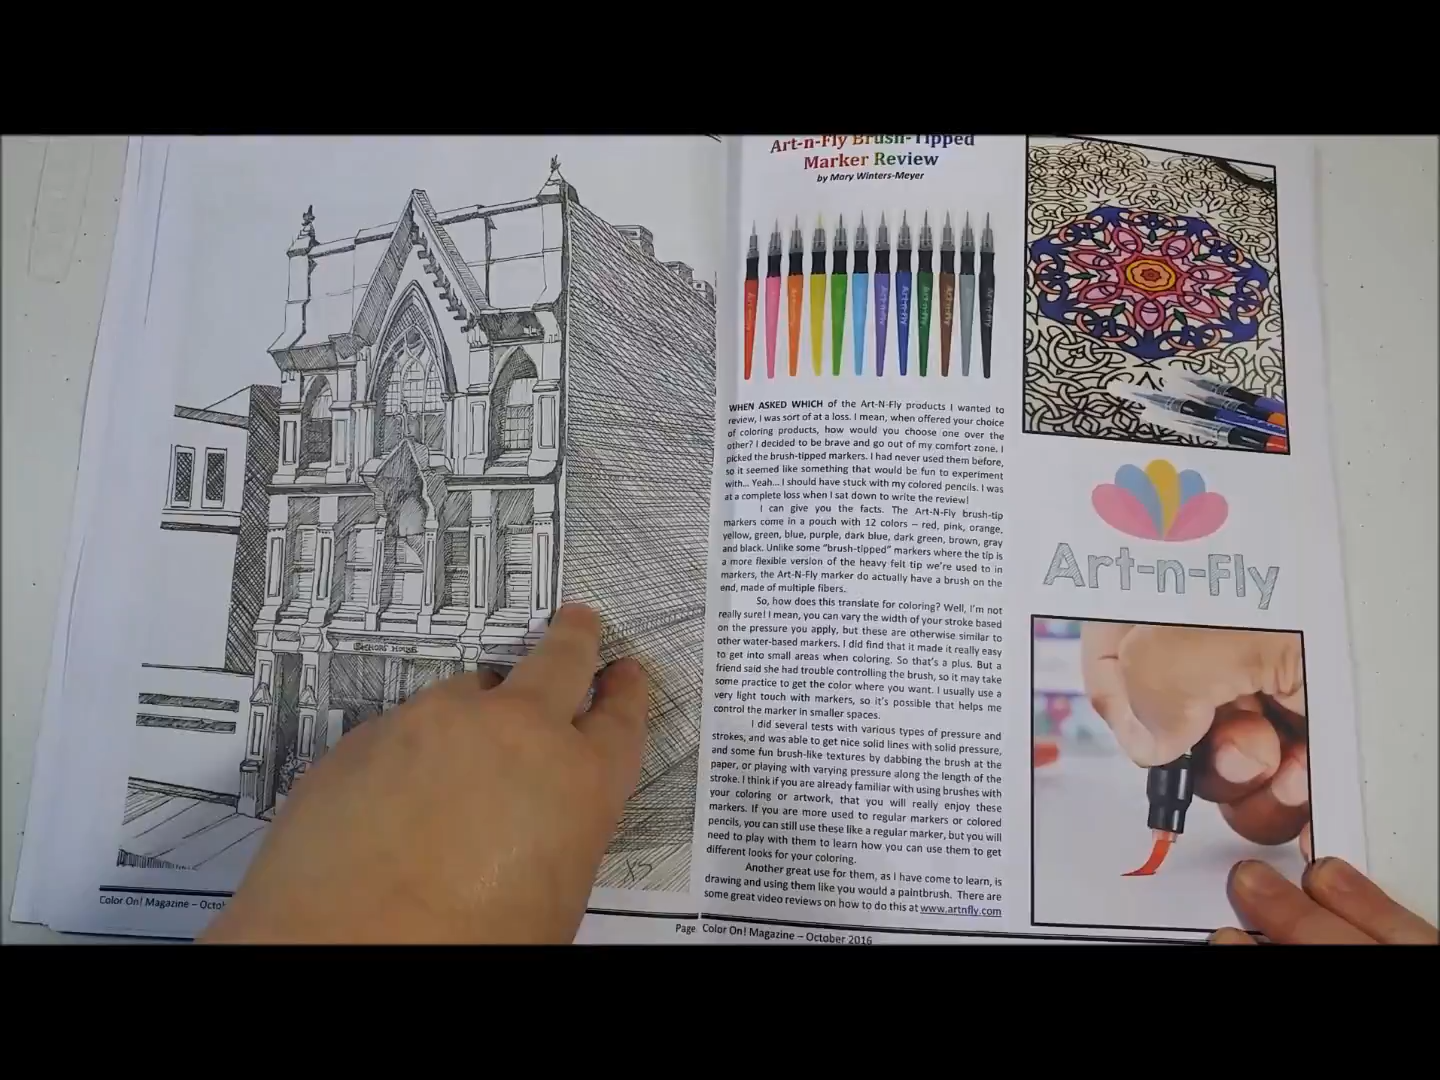 Color On! Magazine – Octob
Art-n-Fly Brush-Tipped
Marker Review
by Mary Winters-Meyer
WHEN ASKED WHICH of the Art-N-Fly products I wanted to
review, I was sort of at a loss. I mean, when offered your choice
of coloring products, how would you choose one over the
other? I decided to be brave and go out of my comfort zone. I
picked the brush-tipped markers. I had never used them before,
so it seemed like something that would be fun to experiment
with... Yeah... I should have stuck with my colored pencils. I was
at a complete loss when I sat down to write the review!
I can give you the facts. The Art-N-Fly brush-tip
markers come in a pouch with 12 colors – red, pink, orange,
yellow, green, blue, purple, dark blue, dark green, brown, gray
and black. Unlike some "brush-tipped" markers where the tip is
a more flexible version of the heavy felt tip we're used to in
markers, the Art-N-Fly marker do actually have a brush on the
end, made of multiple fibers.
So, how does this translate for coloring? Well, I'm not
really sure! I mean, you can vary the width of your stroke based
on the pressure you apply, but these are otherwise similar to
other water-based markers. I did find that it made it really easy
to get into small areas when coloring. So that's a plus. But a
friend said she had trouble controlling the brush, so it may take
some practice to get the color where you want. I usually use a
very light touch with markers, so it's possible that helps me
control the marker in smaller spaces.
I did several tests with various types of pressure and
strokes, and was able to get nice solid lines with solid pressure,
and some fun brush-like textures by dabbing the brush at the
paper, or playing with varying pressure along the length of the
stroke. I think if you are already familiar with using brushes with
your coloring or artwork, that you will really enjoy these
markers. If you are more used to regular markers or colored
pencils, you can still use these like a regular marker, but you will
need to play with them to learn how you can use them to get
different looks for your coloring.
Another great use for them, as I have come to learn, is
drawing and using them like you would a paintbrush. There are
some great video reviews on how to do this at www.artnfly.com
Art-n-Fly
Page
Color On! Magazine – October 2016